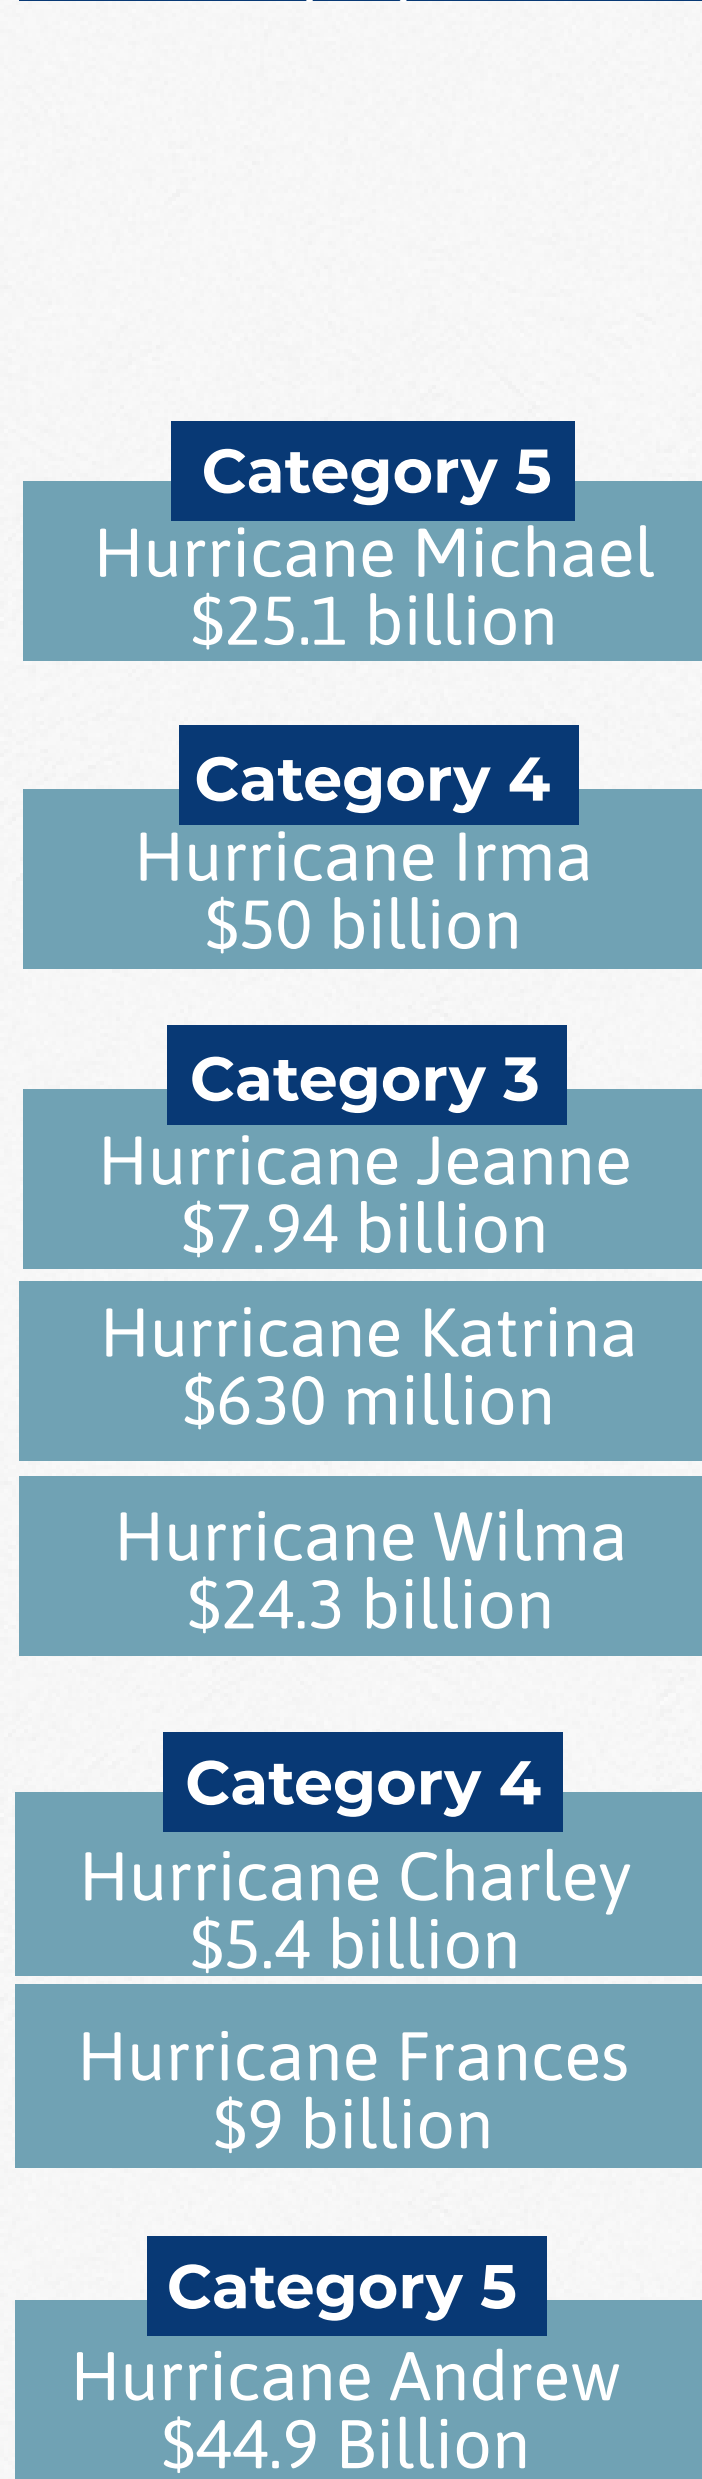 Category 5
Hurricane Michael
$25.1 billion
Category 4
Hurricane Irma
$50 billion
Category 3
Hurricane Jeanne
$7.94 billion
Hurricane Katrina
$630 million
Hurricane Wilma
$24.3 billion
Category 4
Hurricane Charley
$5.4 billion
Hurricane Frances
$9 billion
Category 5
Hurricane Andrew
$44.9 Billion